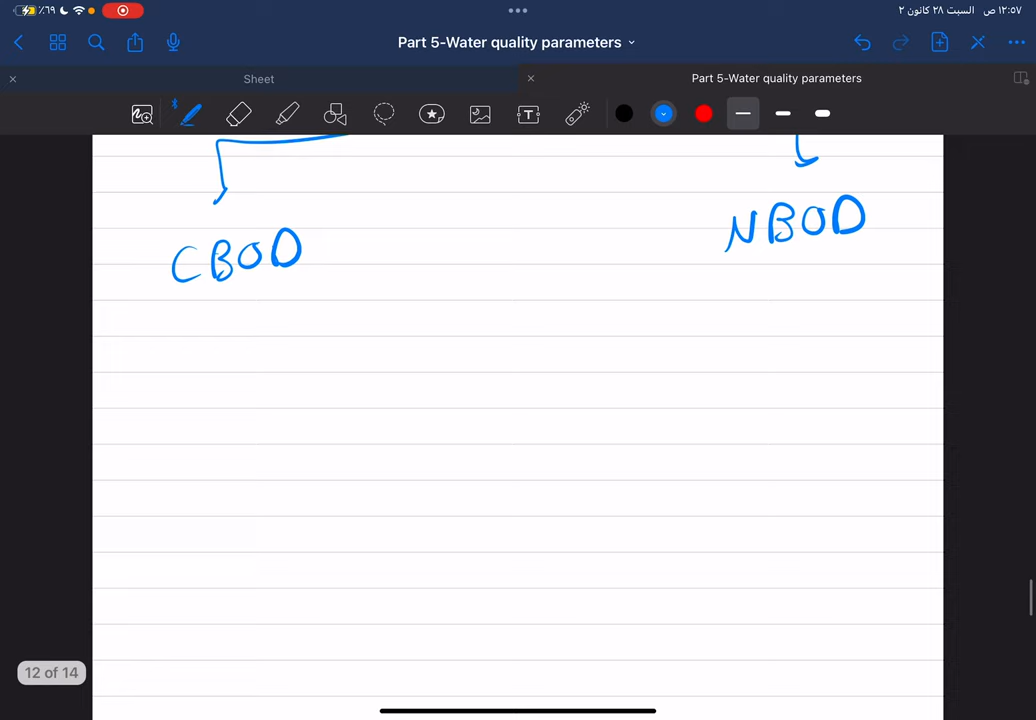 ٪٦٩ ١٢:٥٧ ص السبت ٢٨ كانون ٢
Part 5-Water quality parameters
Sheet
Part 5-Water quality parameters
T
CBOD
NBOD
12 of 14